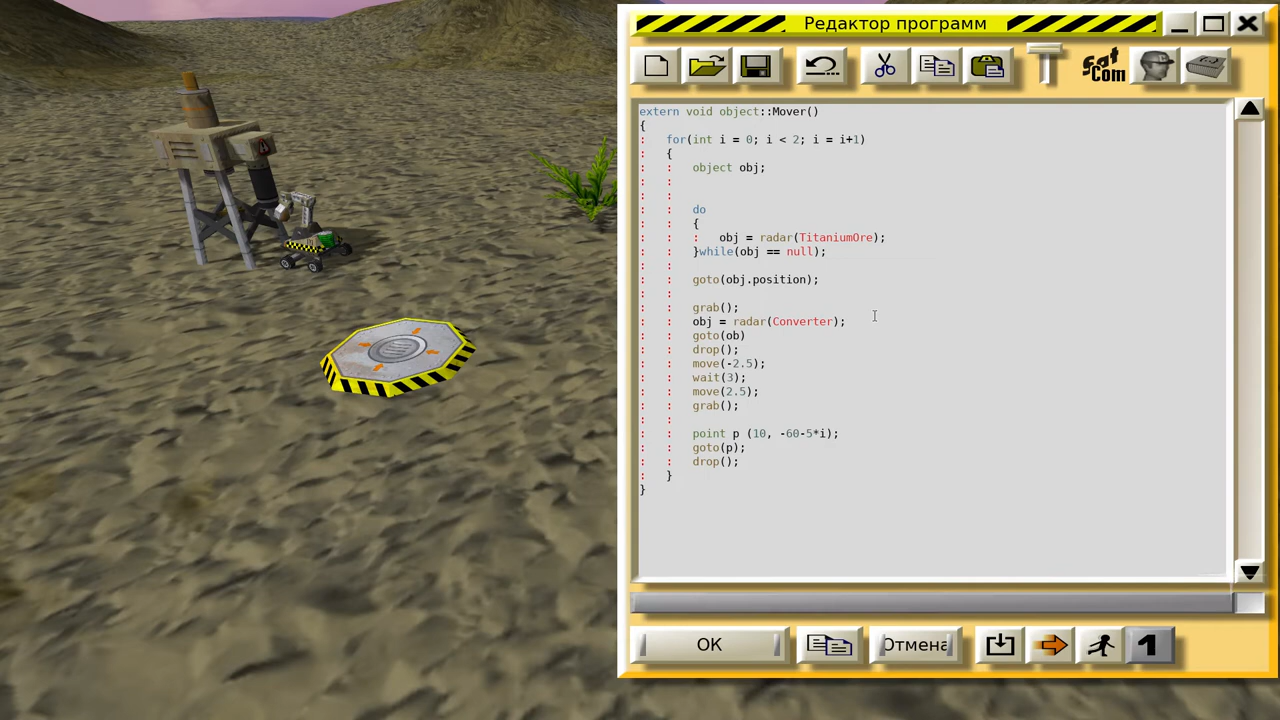 Редактор программ
Sat
Com
extern void object::Mover()
{
for(int i = 0; i < 2; i = i+1)
{
object obj;
do
{
obj = radar(TitaniumOre);
}while(obj == null);
goto(obj.position);
grab();
obj = radar(Converter);
goto(ob)
drop();
move(-2.5);
wait(3);
move(2.5);
grab();
point p (10, -60-5*i);
goto(p);
drop();
}
}
OK
Отмена
1